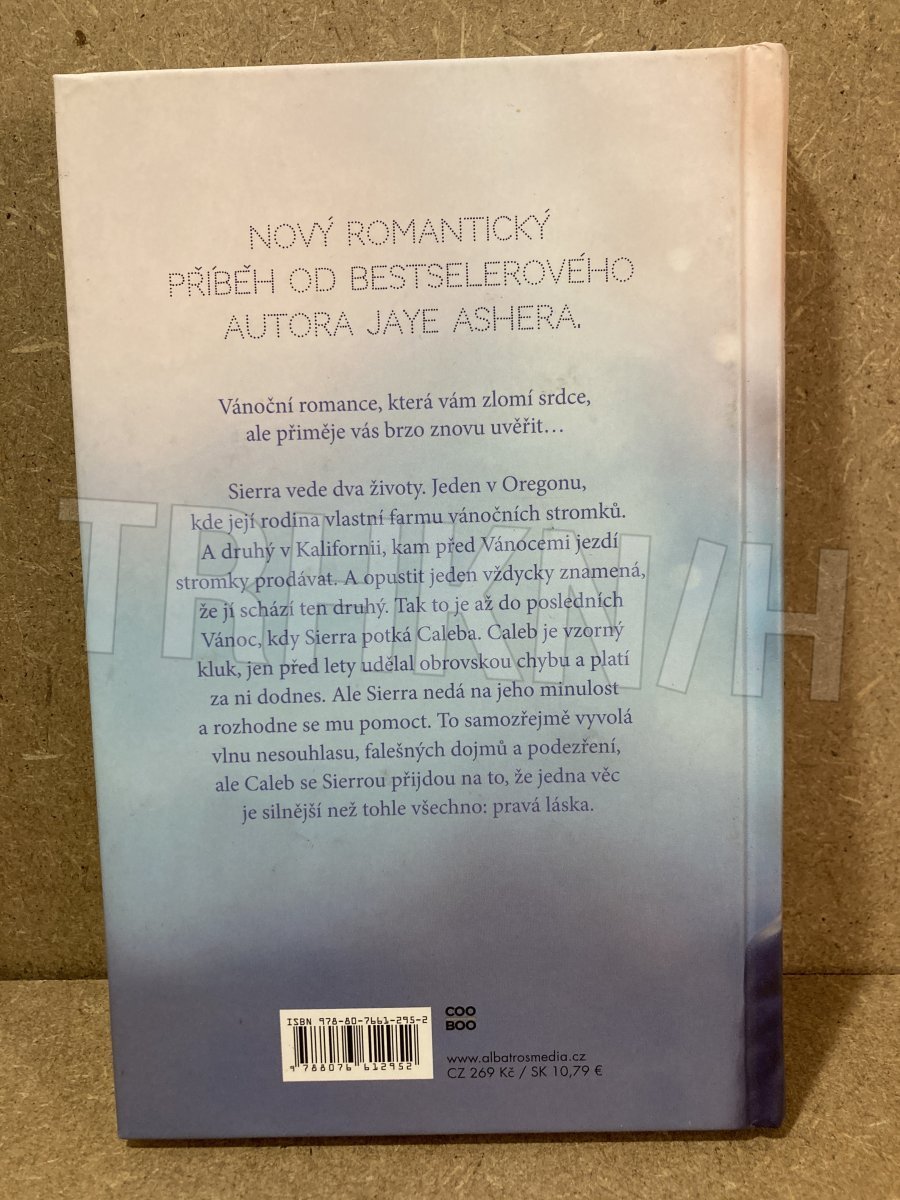 NOVÝ ROMANTICKÝ
PŘÍBĚH OD BESTSELEROVÉHO
AUTORA JAYE ASHERA.
Vánoční romance, která vám zlomí srdce,
ale přiměje vás brzo znovu uvěřit…
Sierra vede dva životy. Jeden v Oregonu,
kde její rodina vlastní farmu vánočních stromků.
A druhý v Kalifornii, kam před Vánocemi jezdí
stromky prodávat. A opustit jeden vždycky znamená,
že jí schází ten druhý. Tak to je až do posledních
Vánoc, kdy Sierra potká Caleba. Caleb je vzorný
kluk, jen před lety udělal obrovskou chybu a platí
za ni dodnes. Ale Sierra nedá na jeho minulost
a rozhodne se mu pomoct. To samozřejmě vyvolá
vlnu nesouhlasu, falešných dojmů a podezření,
ale Caleb se Sierrou přijdou na to, že jedna věc
je silnější než tohle všechno: pravá láska.
ISBN 978-80-7661-295-2
9 788076 612952
COO
BOO
www.albatrosmedia.cz
CZ 269 Kč / SK 10,79 €